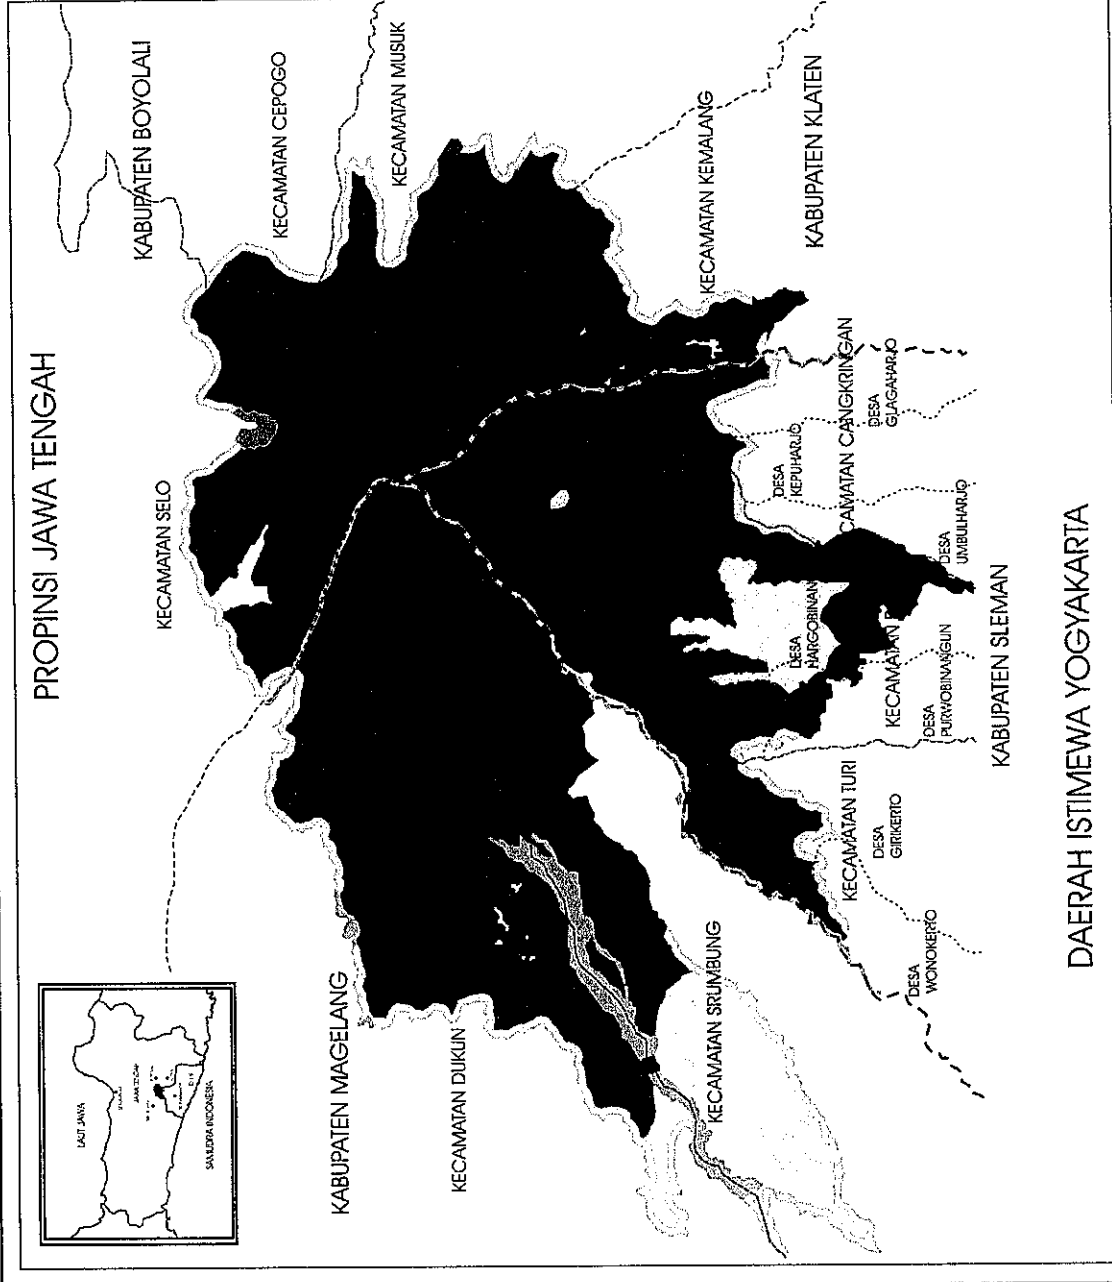 PROPINSI JAWA TENGAH
LAUT JAWA
JAWA TENGAH
SAMUDRA INDONESIA
KABUPATEN BOYOLALI
KECAMATAN SELO
KECAMATAN CEPOGO
KECAMATAN MUSUK
KABUPATEN MAGELANG
KECAMATAN DUKUN
KECAMATAN SRUMBUNG
KECAMATAN KEMALANG
KABUPATEN KLATEN
CAMATAN CANGKRINGAN
DESA
KEPUHARJO
DESA
GLAGAHARJO
DESA
UMBULHARJO
DESA
HARGOBINAN
KECAMATAN P
DESA
PURWOBINANGUN
KECAMATAN TURI
DESA
GIRIKERTO
DESA
WONOKERTO
KABUPATEN SLEMAN
DAERAH ISTIMEWA YOGYAKARTA